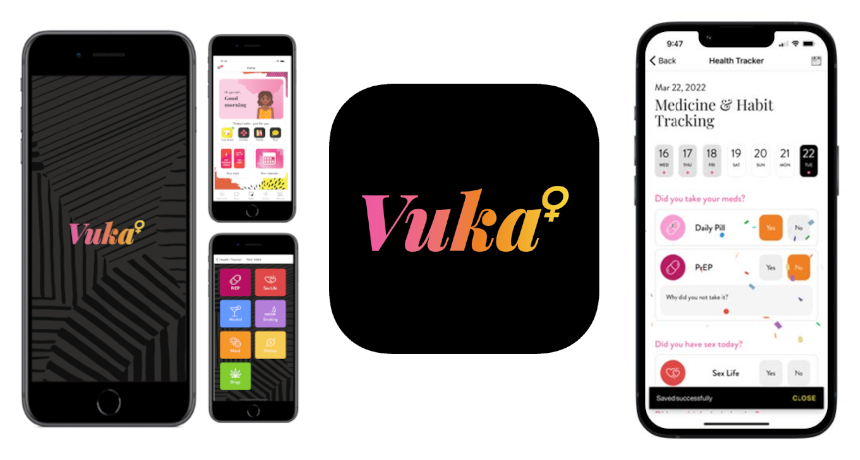 Vuka♀
Good
morning
PrEP
Sex Life
Alcohol
Smoking
Mood
Drugs
Vuka♀
9:47
Back
Health Tracker
Mar 22, 2022
Medicine & Habit
Tracking
16 17 18 19 20 21 22
WED THU FRI SAT SUN MON TUE
Did you take your meds?
Daily Pill Yes No
PrEP Yes No
Why did you not take it?
Did you have sex today?
Sex Life Yes No
Saved successfully CLOSE